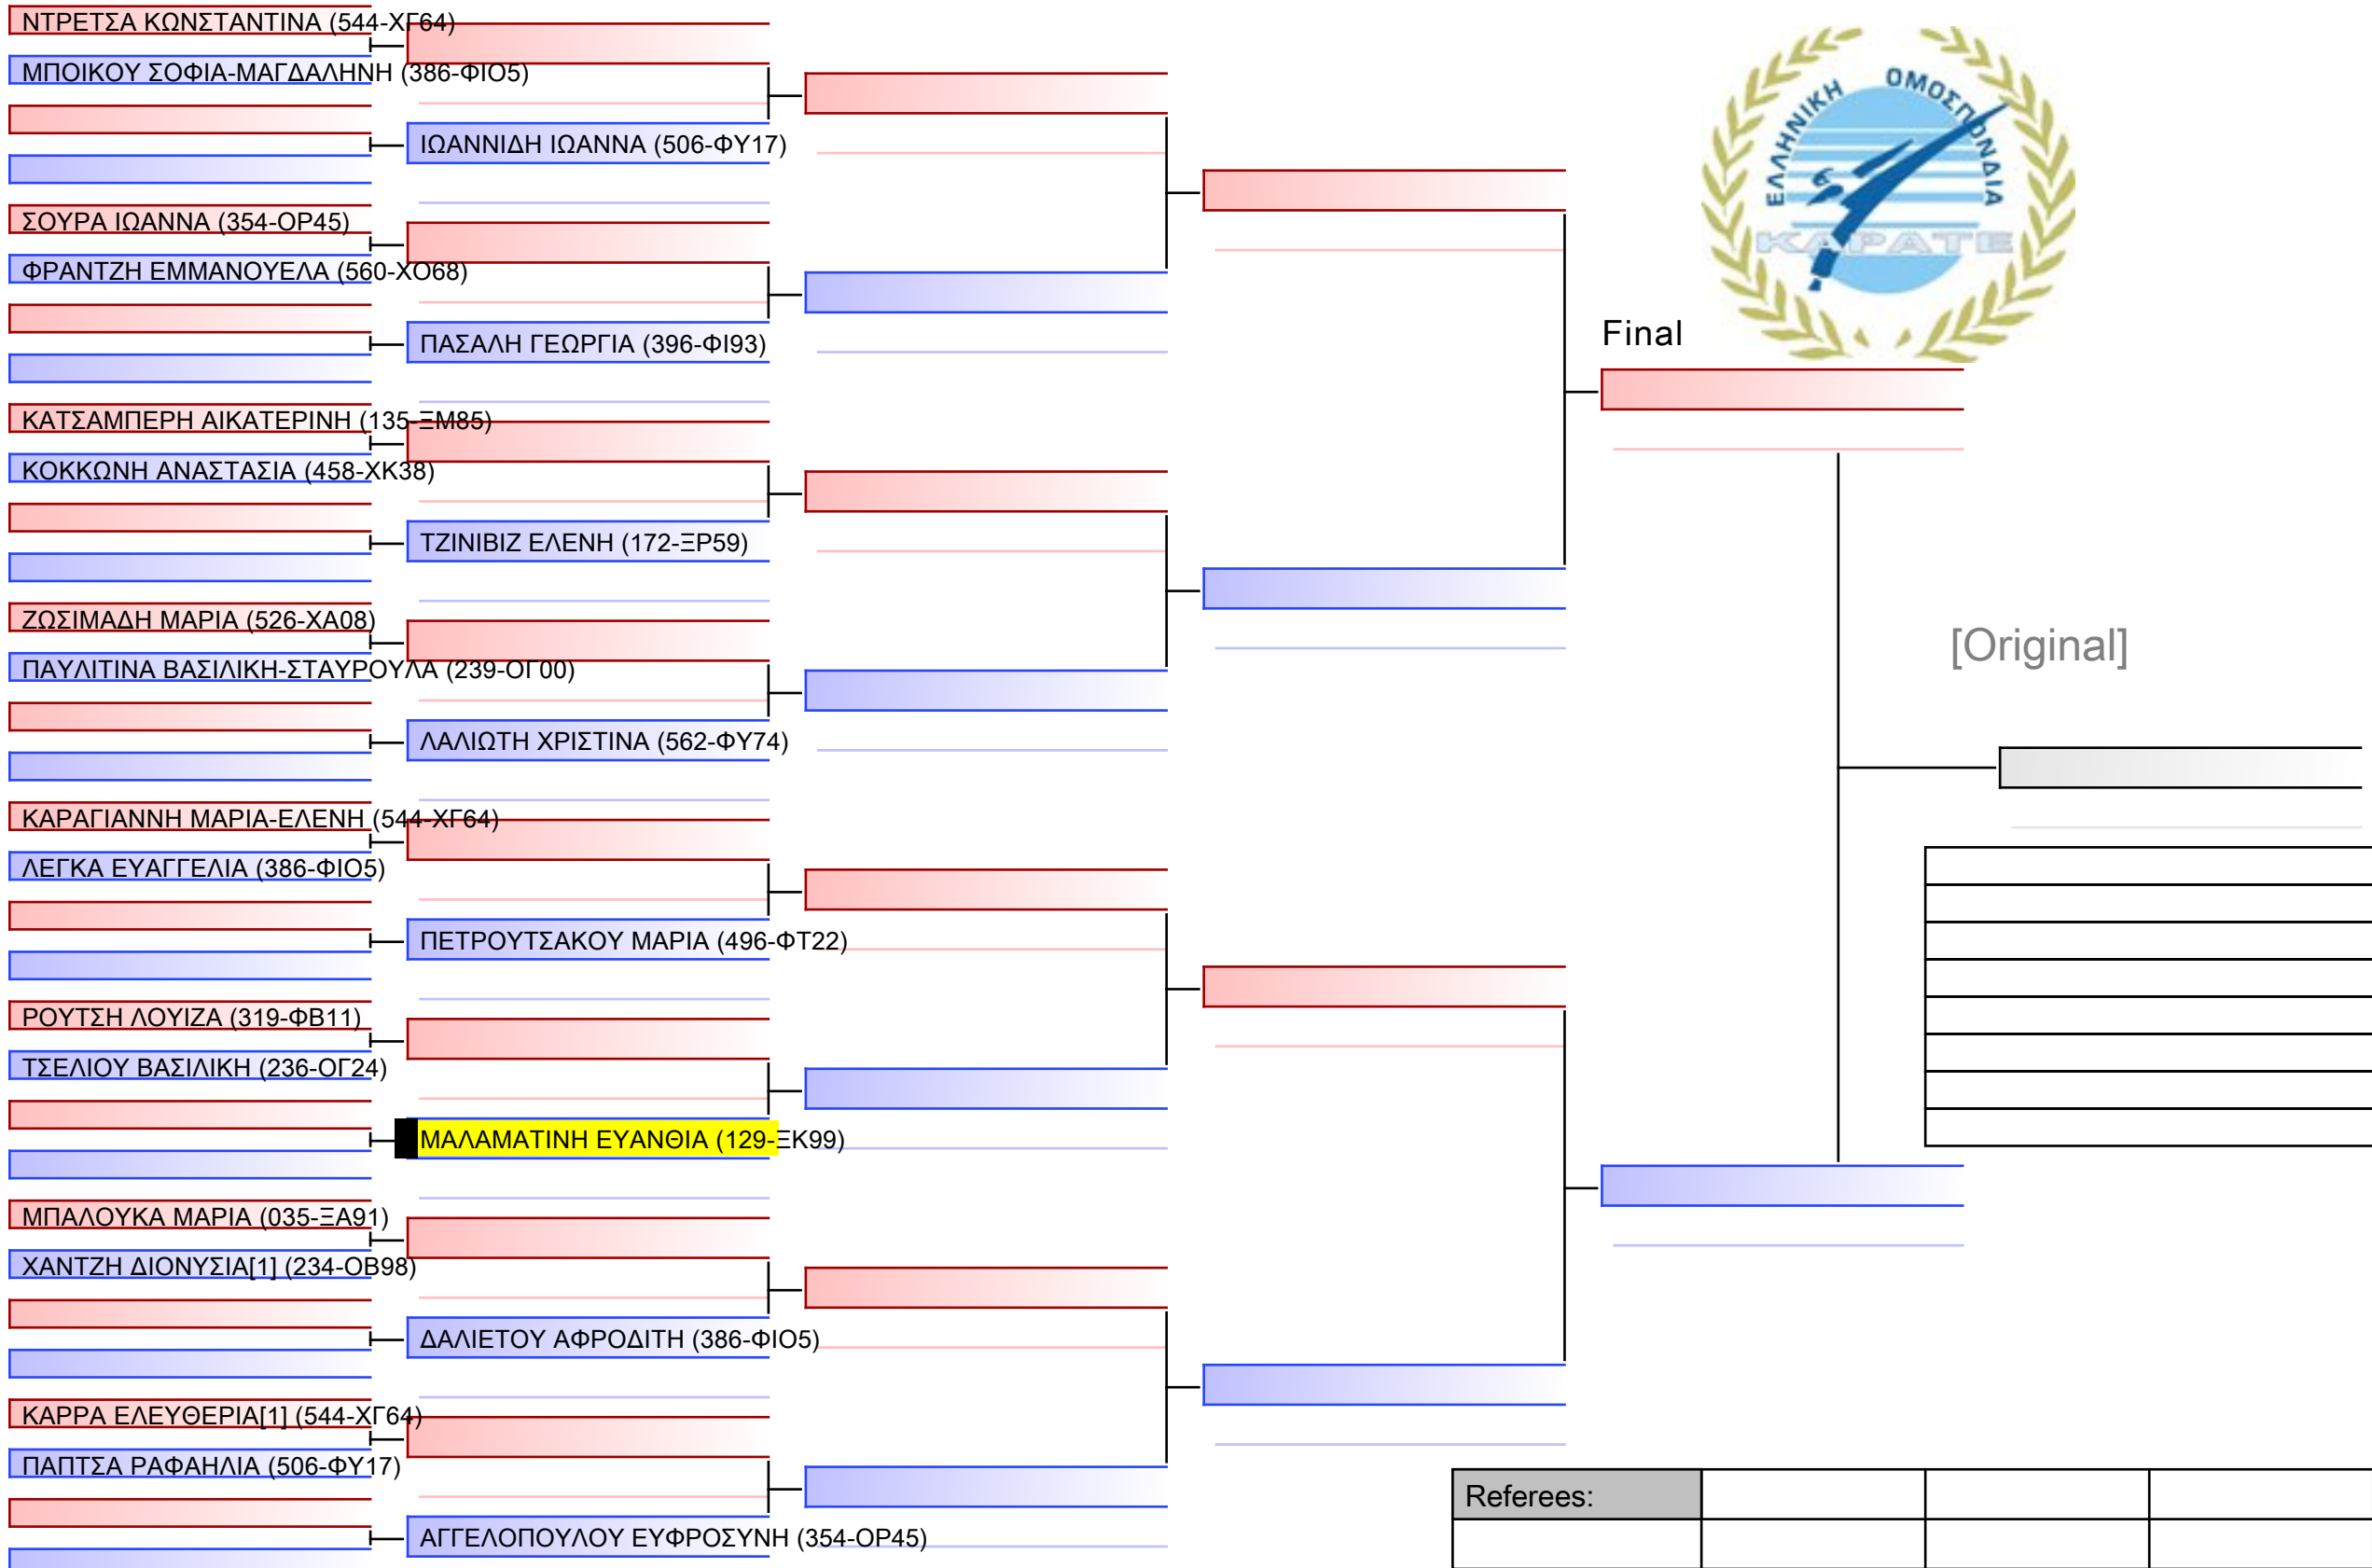 ΝΤΡΕΤΣΑ ΚΩΝΣΤΑΝΤΙΝΑ (544-ΧΓ64)
ΜΠΟΙΚΟΥ ΣΟΦΙΑ-ΜΑΓΔΑΛΗΝΗ (386-ΦΙΟ5)
ΙΩΑΝΝΙΔΗ ΙΩΑΝΝΑ (506-ΦΥ17)
ΣΟΥΡΑ ΙΩΑΝΝΑ (354-ΟΡ45)
ΦΡΑΝΤΖΗ ΕΜΜΑΝΟΥΕΛΑ (560-ΧΟ68)
ΠΑΣΑΛΗ ΓΕΩΡΓΙΑ (396-ΦΙ93)
ΚΑΤΣΑΜΠΕΡΗ ΑΙΚΑΤΕΡΙΝΗ (135-ΞΜ85)
ΚΟΚΚΩΝΗ ΑΝΑΣΤΑΣΙΑ (458-ΧΚ38)
ΤΖΙΝΙΒΙΖ ΕΛΕΝΗ (172-ΞΡ59)
ΖΩΣΙΜΑΔΗ ΜΑΡΙΑ (526-ΧΑ08)
ΠΑΥΛΙΤΙΝΑ ΒΑΣΙΛΙΚΗ-ΣΤΑΥΡΟΥΛΑ (239-ΟΓ00)
ΛΑΛΙΩΤΗ ΧΡΙΣΤΙΝΑ (562-ΦΥ74)
ΚΑΡΑΓΙΑΝΝΗ ΜΑΡΙΑ-ΕΛΕΝΗ (544-ΧΓ64)
ΛΕΓΚΑ ΕΥΑΓΓΕΛΙΑ (386-ΦΙΟ5)
ΠΕΤΡΟΥΤΣΑΚΟΥ ΜΑΡΙΑ (496-ΦΤ22)
ΡΟΥΤΣΗ ΛΟΥΙΖΑ (319-ΦΒ11)
ΤΣΕΛΙΟΥ ΒΑΣΙΛΙΚΗ (236-ΟΓ24)
ΜΑΛΑΜΑΤΙΝΗ ΕΥΑΝΘΙΑ (129-ΞΚ99)
ΜΠΑΛΟΥΚΑ ΜΑΡΙΑ (035-ΞΑ91)
ΧΑΝΤΖΗ ΔΙΟΝΥΣΙΑ[1] (234-ΟΒ98)
ΔΑΛΙΕΤΟΥ ΑΦΡΟΔΙΤΗ (386-ΦΙΟ5)
ΚΑΡΡΑ ΕΛΕΥΘΕΡΙΑ[1] (544-ΧΓ64)
ΠΑΠΤΣΑ ΡΑΦΑΗΛΙΑ (506-ΦΥ17)
ΑΓΓΕΛΟΠΟΥΛΟΥ ΕΥΦΡΟΣΥΝΗ (354-ΟΡ45)
ΕΛΛΗΝΙΚΗ ΟΜΟΣΠΟΝΔΙΑ
ΚΑΡΑΤΕ
Final
[Original]
Referees: